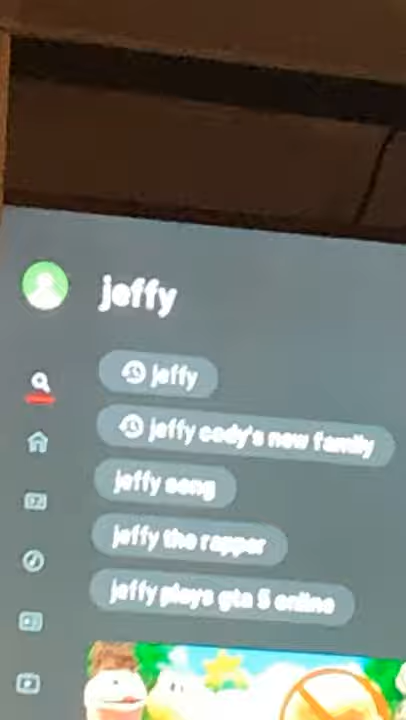 jeffy
jeffy
jeffy cody's new family
jeffy song
jeffy the rapper
jeffy plays gta 5 online